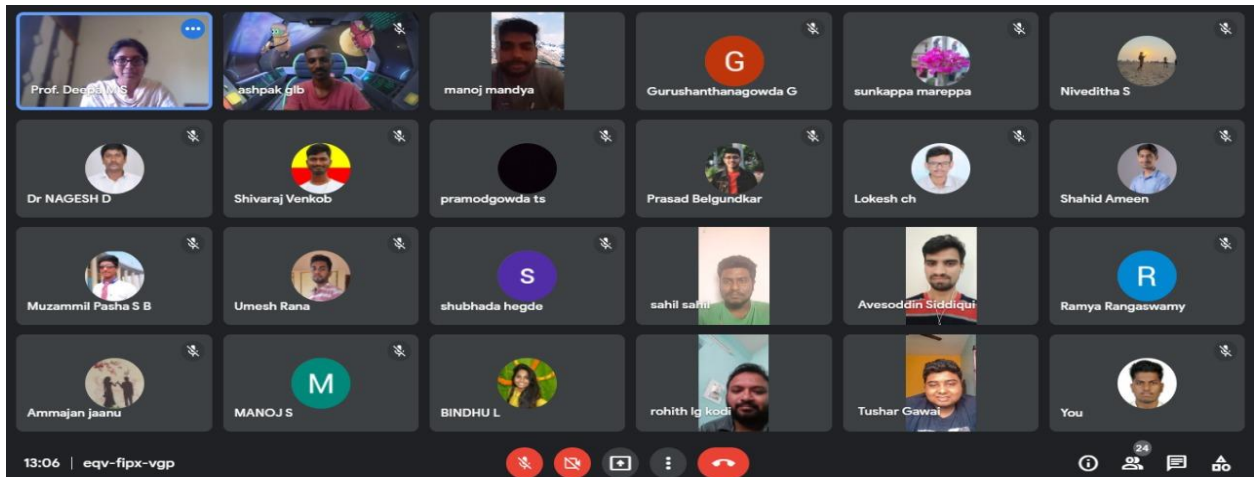 Prof. Deepa M S
ashpak glb
manoj mandya
G
Gurushanthanagowda G
sunkappa mareppa
Niveditha S
Dr NAGESH D
Shivaraj Venkob
pramodgowda ts
Prasad Belgundkar
Lokesh ch
Shahid Ameen
Muzammil Pasha S B
Umesh Rana
S
shubhada hegde
sahil sahil
Avesoddin Siddiqui
R
Ramya Rangaswamy
Ammajan jaanu
M
MANOJ S
BINDHU L
rohith lg kodi
Tushar Gawai
You
13:06 | eqv-fipx-vgp
24